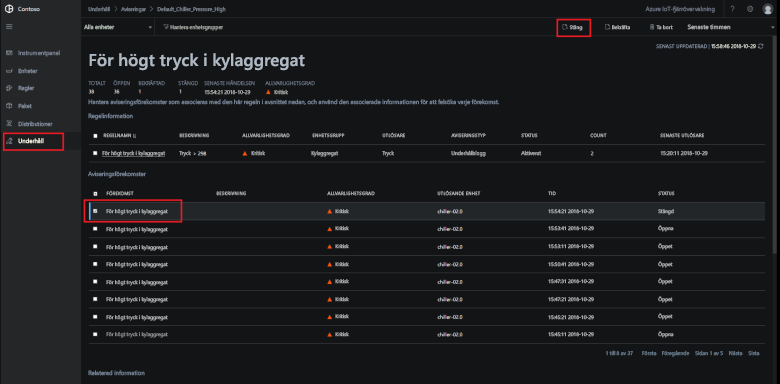 Contoso
Underhåll > Aviseringar > Default_Chiller_Pressure_High
Azure IoT-fjärrövervakning
Alla enheter
Hantera enhetsgrupper
Stäng
Bekräfta
Ta bort
Senaste timmen
SENAST UPPDATERAD | 15:58:46 2018-10-29
Instrumentpanel
Enheter
Regler
Paket
Distributioner
Underhåll
För högt tryck i kylaggregat
TOTALT ÖPPEN BEKRÄFTAD STÄNGD SENASTE HÄNDELSEN ALLVARLIGHETSGRAD
38 36 1 1 15:54:21 2018-10-29 Kritisk
Hantera aviseringsförekomster som associeras med den här regeln i avsnittet nedan, och använd den associerade informationen för att felsöka varje förekomst.
Regelinformation
REGELNAMN BESKRIVNING ALLVARLIGHETSGRAD ENHETSGRUPP UTLÖSARE AVISERINGSTYP STATUS COUNT SENASTE UTLÖSARE
För högt tryck i kylaggregat Tryck > 298 Kritisk Kylaggregat Tryck Underhållslogg Aktiverat 2 15:20:11 2018-10-29
Aviseringsförekomster
FÖREKOMST BESKRIVNING ALLVARLIGHETSGRAD UTLÖSANDE ENHET TID STATUS
För högt tryck i kylaggregat Kritisk chiller-02.0 15:54:21 2018-10-29 Stängd
För högt tryck i kylaggregat Kritisk chiller-02.0 15:53:41 2018-10-29 Öppna
För högt tryck i kylaggregat Kritisk chiller-02.0 15:53:11 2018-10-29 Öppet
För högt tryck i kylaggregat Kritisk chiller-02.0 15:50:41 2018-10-29 Öppet
För högt tryck i kylaggregat Kritisk chiller-02.0 15:47:31 2018-10-29 Öppet
För högt tryck i kylaggregat Kritisk chiller-02.0 15:47:21 2018-10-29 Öppet
För högt tryck i kylaggregat Kritisk chiller-02.0 15:45:21 2018-10-29 Öppet
För högt tryck i kylaggregat Kritisk chiller-02.0 15:45:11 2018-10-29 Öppna
1 till 8 av 37 Första Föregående Sidan 1 av 5 Nästa Sista
Relaterad information